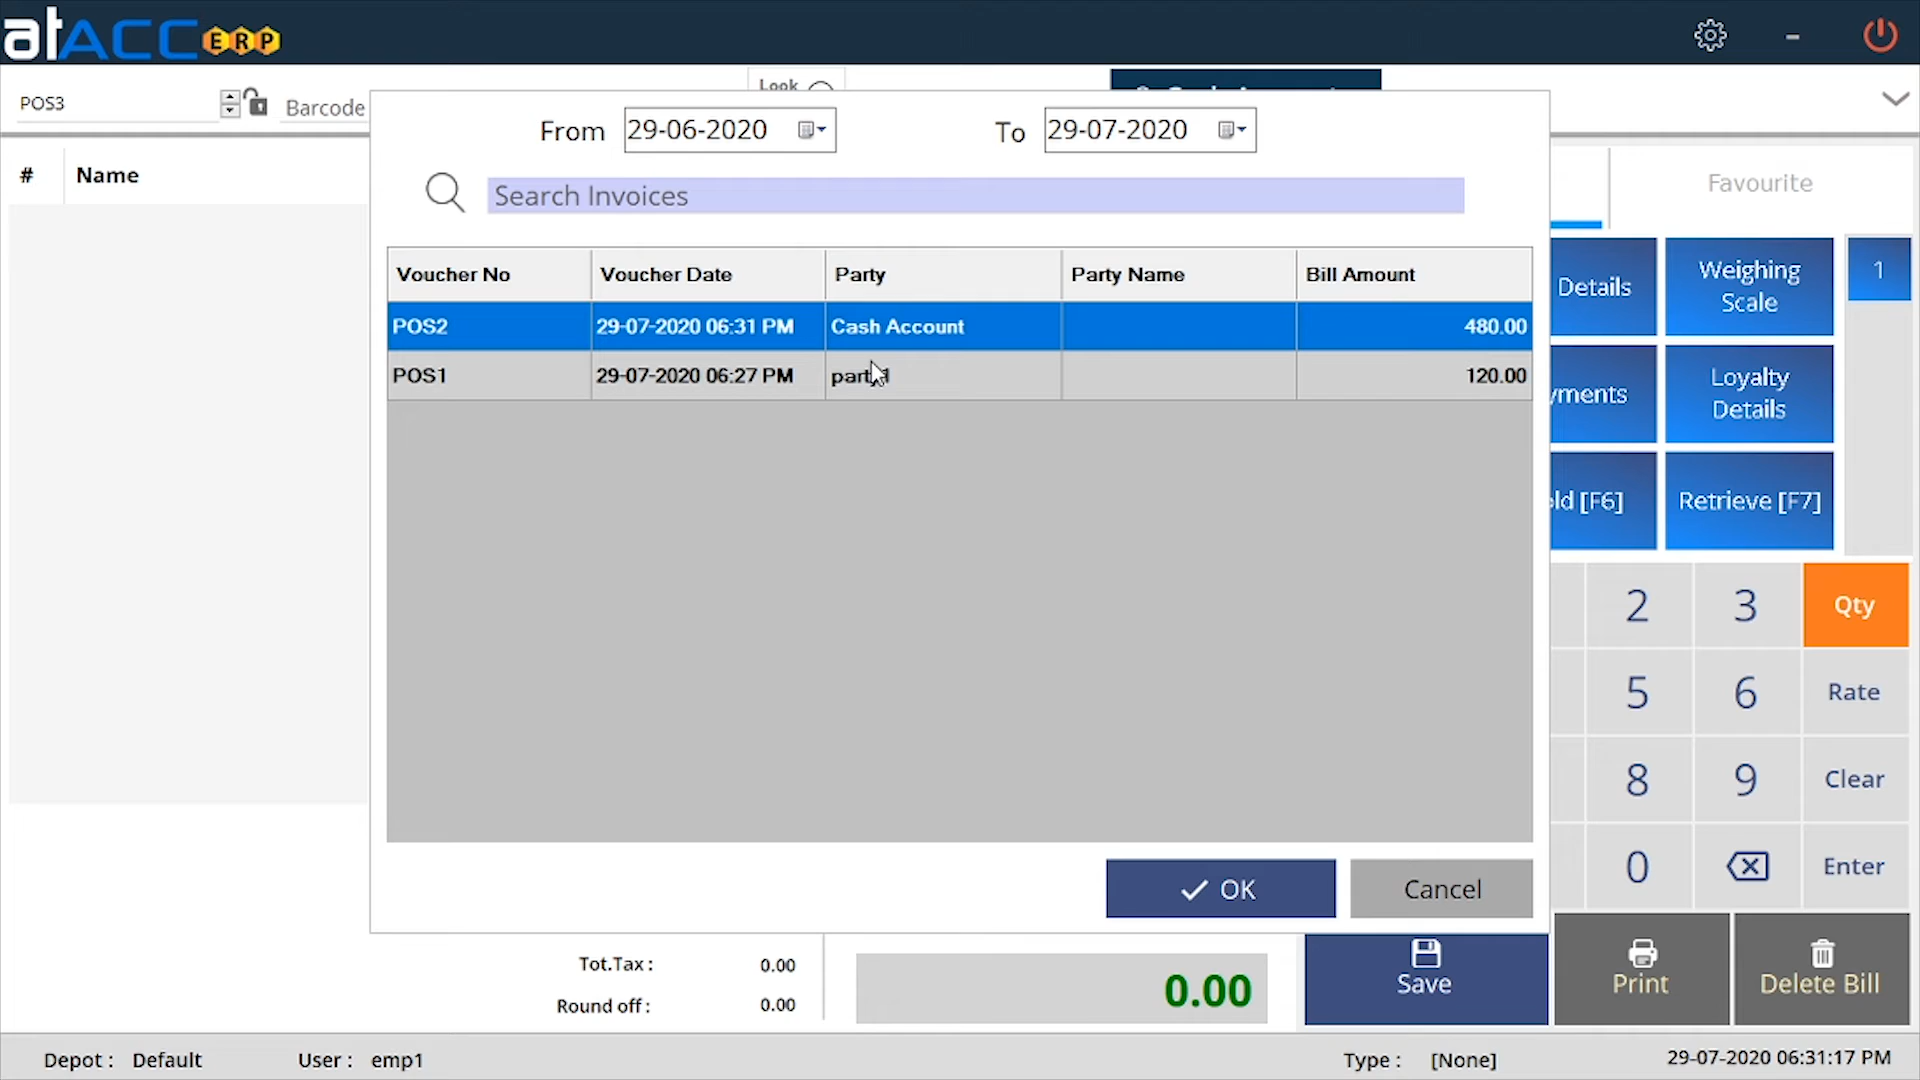 atACC ERP
POS3
Barcode
Look
From 29-06-2020 To 29-07-2020
Search Invoices
# Name
Favourite
Voucher No Voucher Date Party Party Name Bill Amount
POS2 29-07-2020 06:31 PM Cash Account 480.00
POS1 29-07-2020 06:27 PM 120.00
Details
Weighing
Scale
1
Loyalty
Details
[F6]
Retrieve [F7]
2 3 Qty
5 6 Rate
8 9 Clear
0 Enter
OK Cancel
Tot.Tax : 0.00
Round off : 0.00
0.00
Save
Print
Delete Bill
Depot : Default User : emp1 Type : [None] 29-07-2020 06:31:17 PM